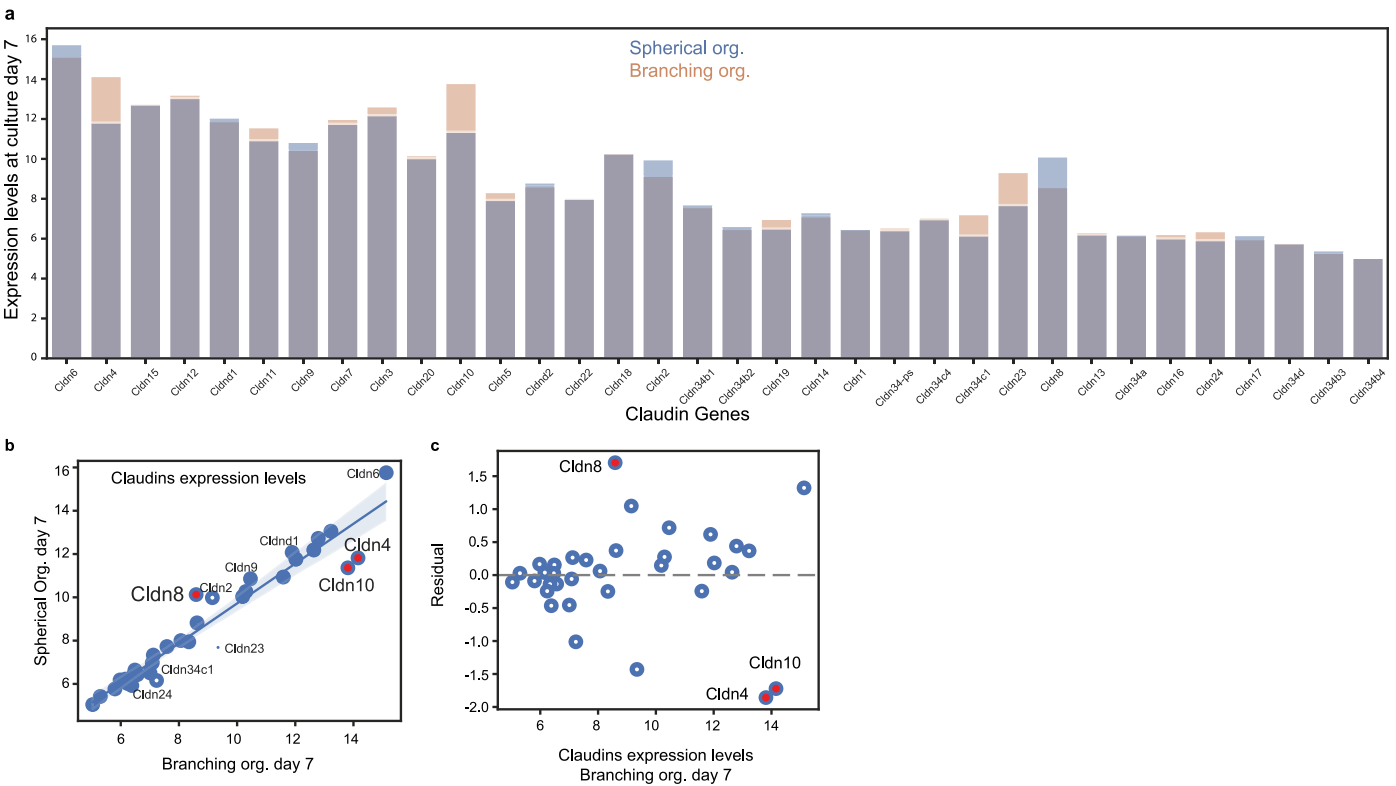 a
Expression levels at culture day 7
16
14
12
10
8
6
4
2
0
Spherical org.
Branching org.
Cldn6
Cldn4
Cldn15
Cldn12
Cldnd1
Cldn11
Cldn9
Cldn7
Cldn3
Cldn20
Cldn10
Cldn5
Cldnd2
Cldn22
Cldn18
Cldn2
Cldn34b1
Cldn34b2
Cldn19
Cldn14
Cldn1
Cldn34-ps
Cldn34c4
Cldn34c1
Cldn23
Cldn8
Cldn13
Cldn34a
Cldn16
Cldn24
Cldn17
Cldn34d
Cldn34b3
Cldn34b4
Claudin Genes
b
Claudins expression levels
Spherical Org. day 7
16
14
12
10
8
6
Cldn6
Cldnd1
Cldn4
Cldn9
Cldn10
Cldn8
Cldn2
Cldn23
Cldn34c1
Cldn24
6 8 10 12 14
Branching org. day 7
c
Residual
1.5
1.0
0.5
0.0
-0.5
-1.0
-1.5
-2.0
Cldn8
Cldn10
Cldn4
6 8 10 12 14
Claudins expression levels
Branching org. day 7